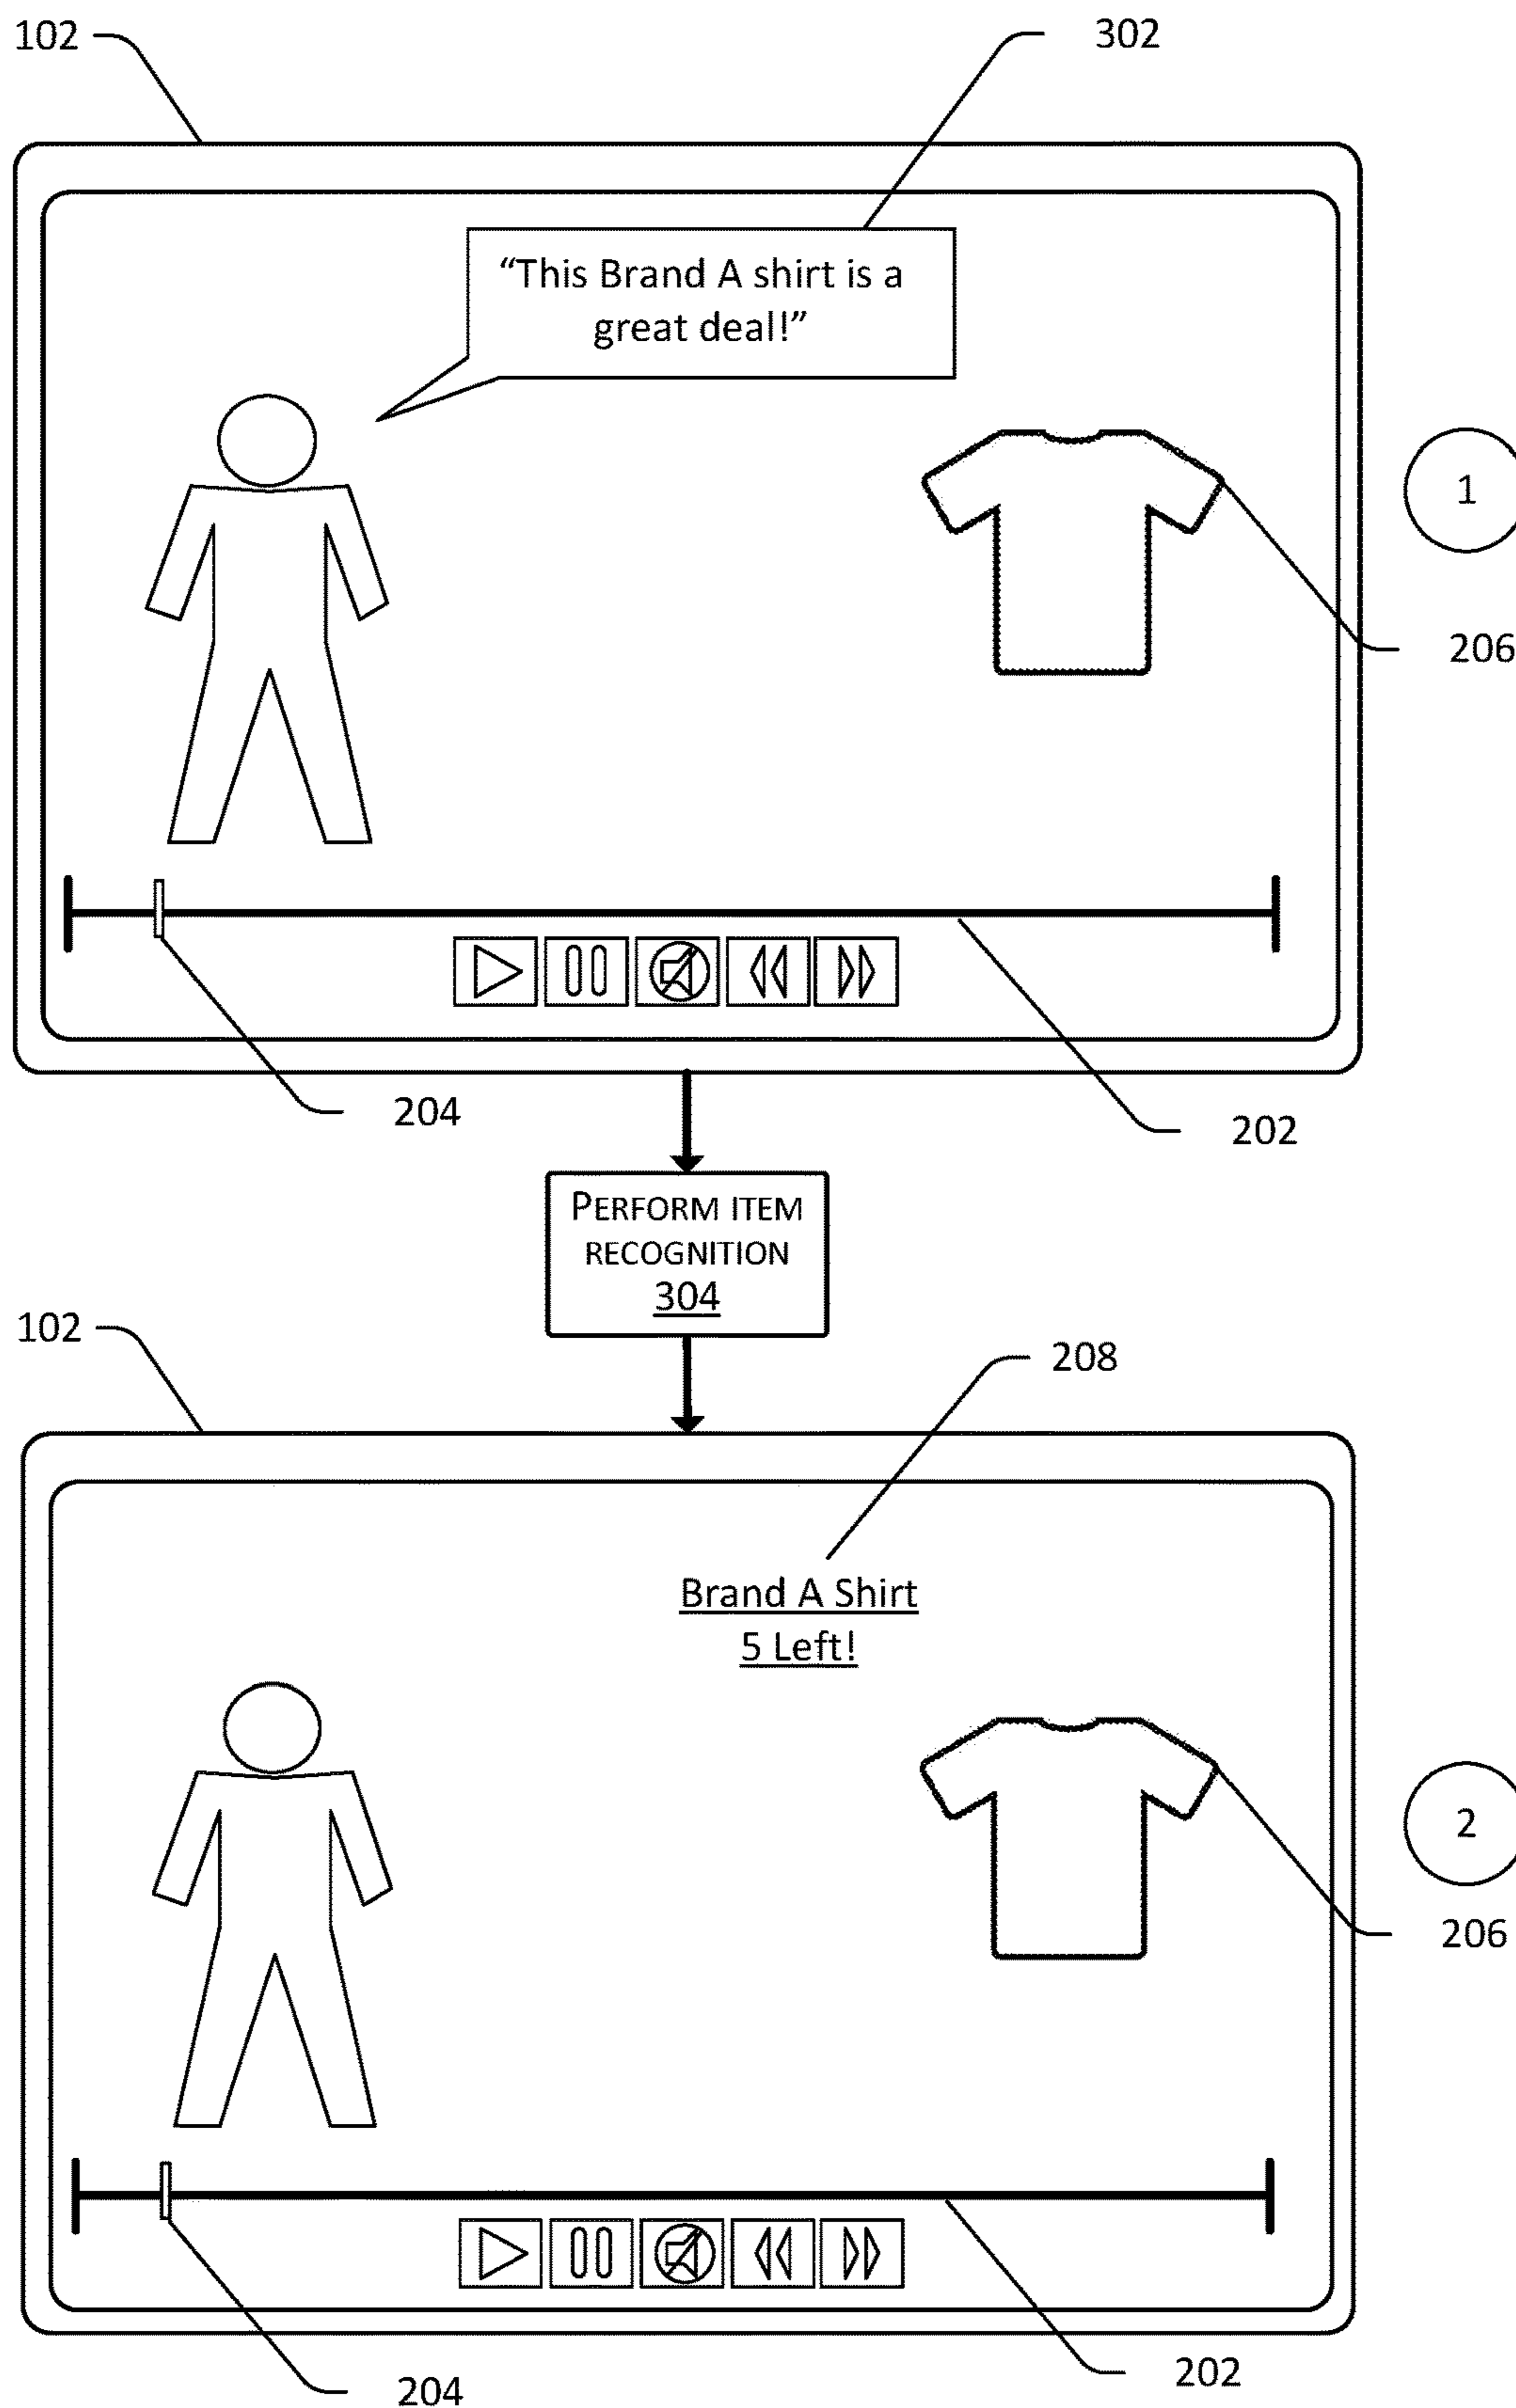 102
302
“This Brand A shirt is a
great deal!”
1
206
204
202
PERFORM ITEM
RECOGNITION
304
102
208
Brand A Shirt
5 Left!
2
206
202
204